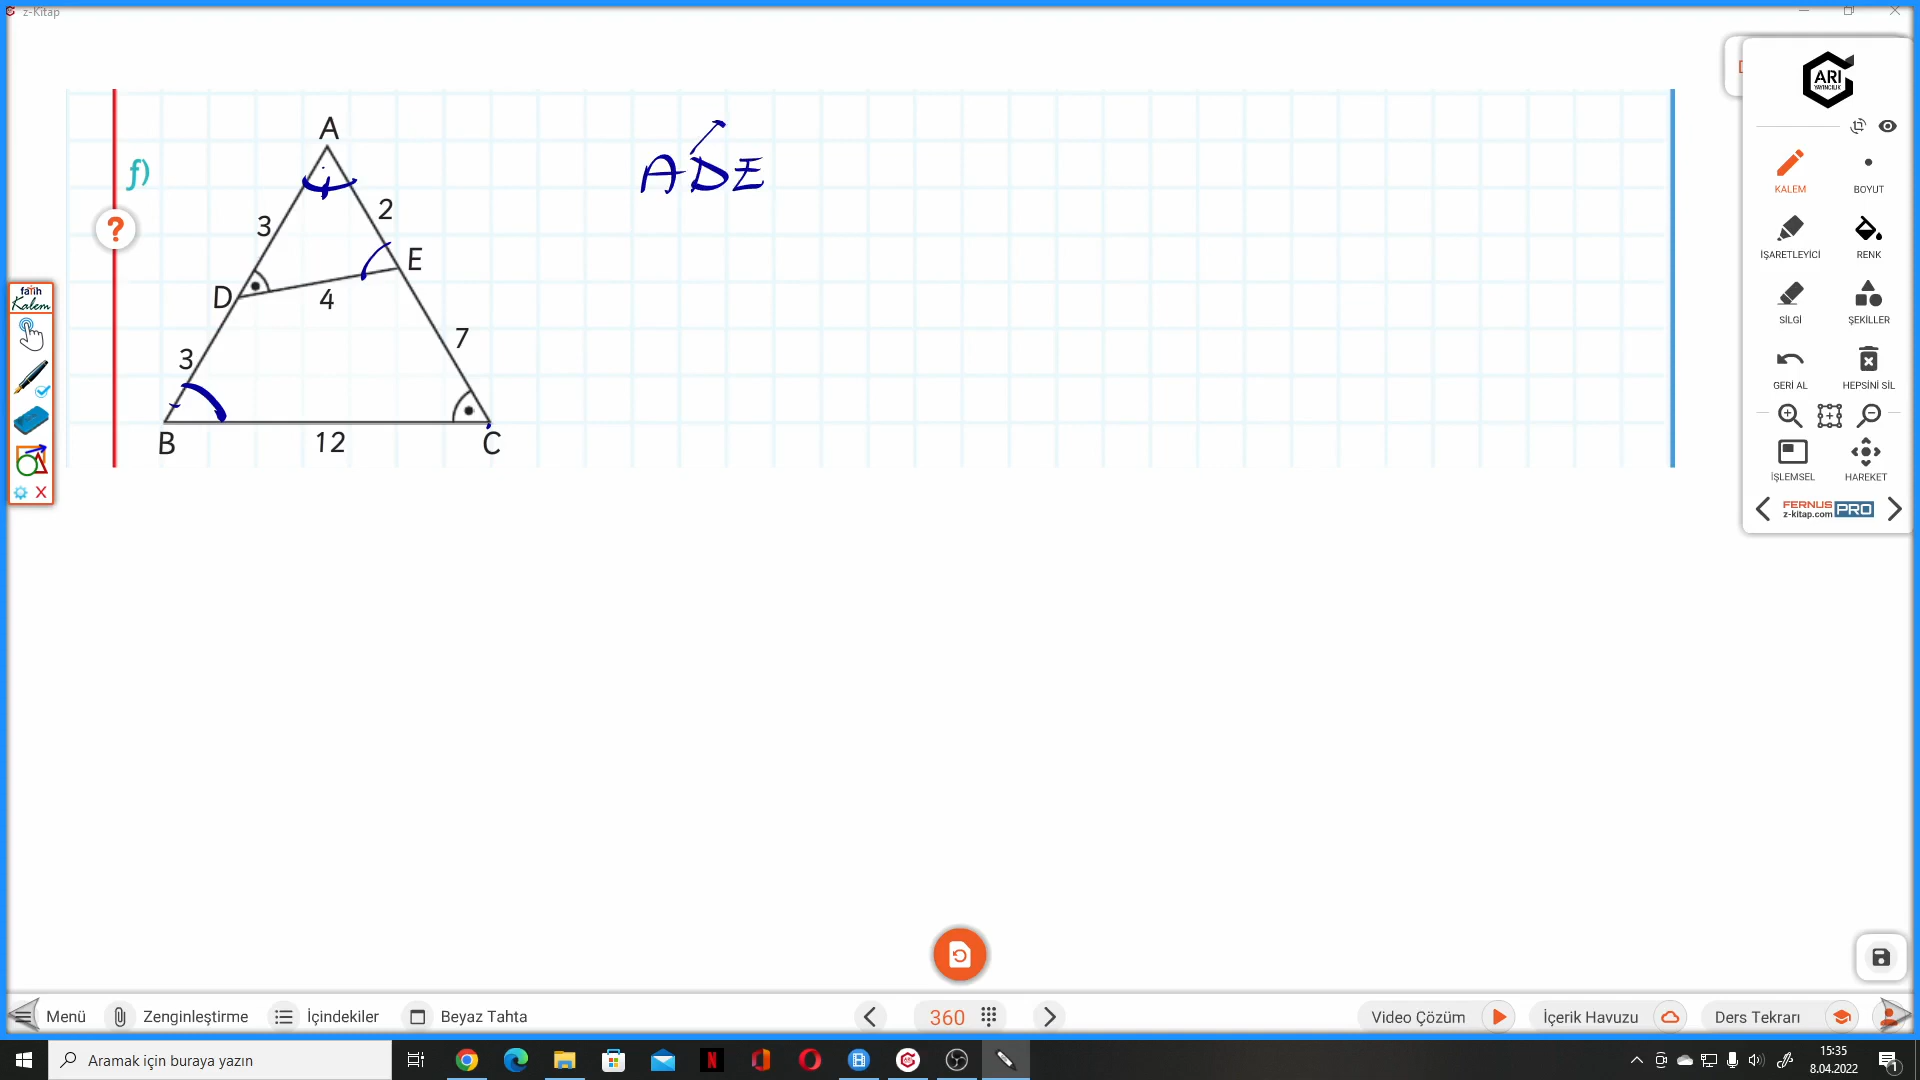 z-Kitap
f)
A
ADE
3
2
E
D
4
7
3
B
12
C
?
fatih
Kalem
ARI
YAYINCILIK
KALEM
BOYUT
İŞARETLEYİCİ
RENK
SİLGİ
ŞEKİLLER
GERİ AL
HEPSİNİ SİL
İŞLEMSEL
HAREKET
FERNUS
z-kitap.com
PRO
Menü
Zenginleştirme
İçindekiler
Beyaz Tahta
360
Video Çözüm
İçerik Havuzu
Ders Tekrarı
Aramak için buraya yazın
15:35
8.04.2022
1